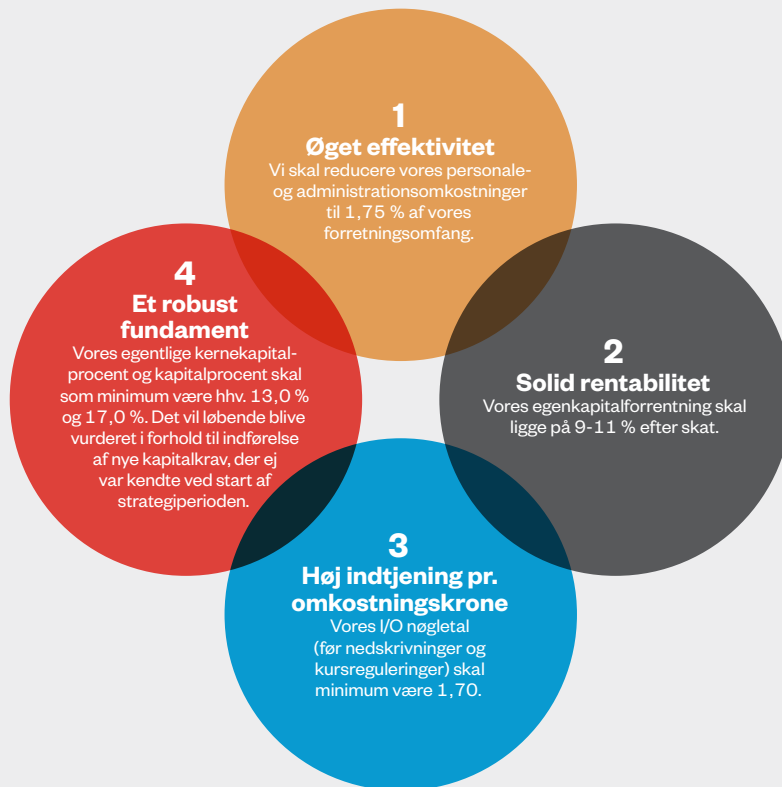 1
Øget effektivitet
Vi skal reducere vores personale-
og administrationsomkostninger
til 1,75 % af vores
forretningsomfang.
2
Solid rentabilitet
Vores egenkapitalforrentning skal
ligge på 9-11 % efter skat.
3
Høj indtjening pr.
omkostningskrone
Vores I/O nøgletal
(før nedskrivninger og
kursreguleringer) skal
minimum være 1,70.
4
Et robust
fundament
Vores egentlige kernekapital-
procent og kapitalprocent skal
som minimum være hhv. 13,0 %
og 17,0 %. Det vil løbende blive
vurderet i forhold til indførelse
af nye kapitalkrav, der ej
var kendte ved start af
strategiperioden.